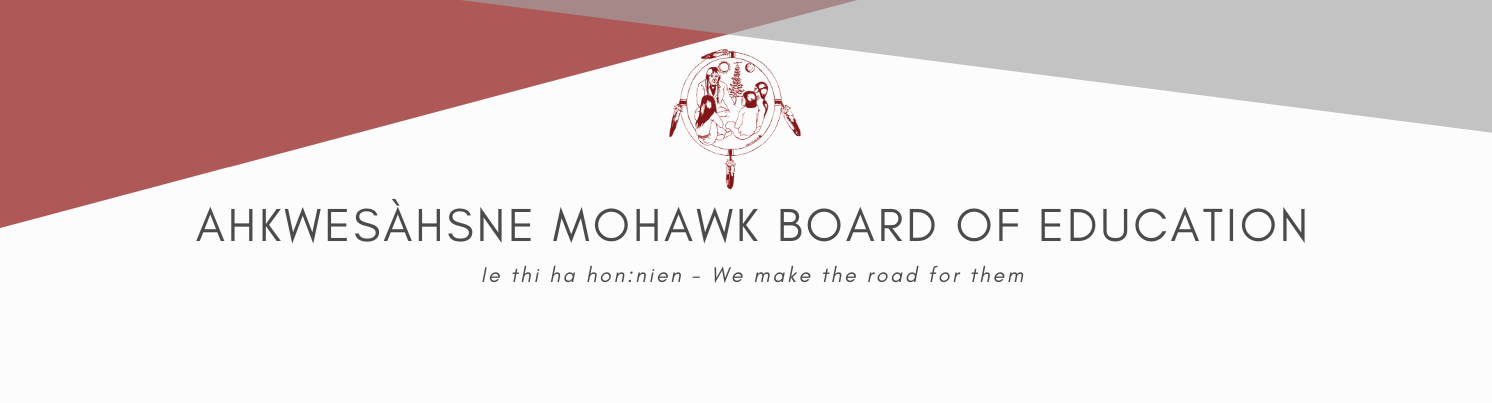 AHKWESÀHSNE MOHAWK BOARD OF EDUCATION
Ie thi ha hon:nien – We make the road for them